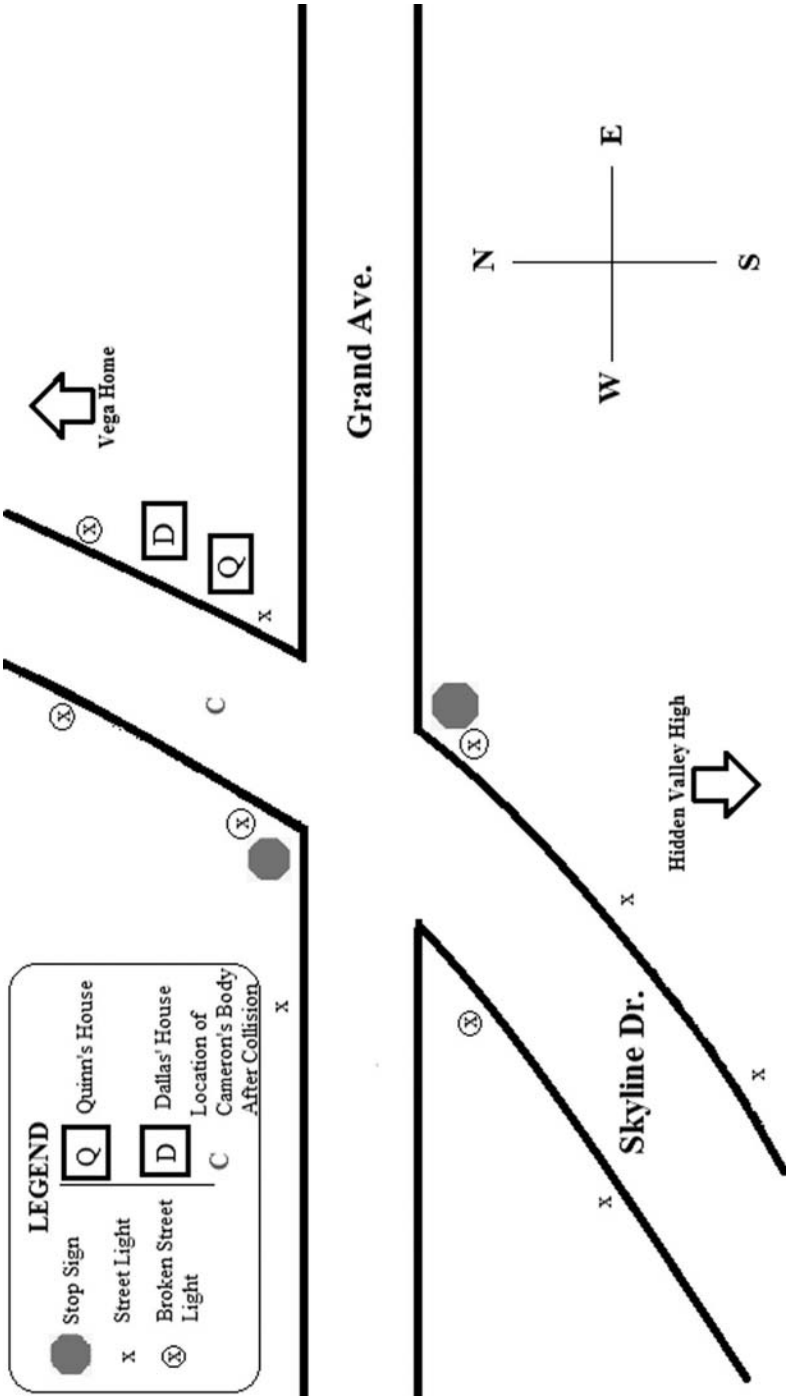 LEGEND
Stop Sign
x Street Light
x Broken Street
Light
Q Quinn's House
D Dallas' House
C Location of
Cameron's Body
After Collision
x
x
Vega Home
D
C
Q
x
x
x
Grand Ave.
x
x
N
W E
S
x
x
Skyline Dr.
Hidden Valley High
x